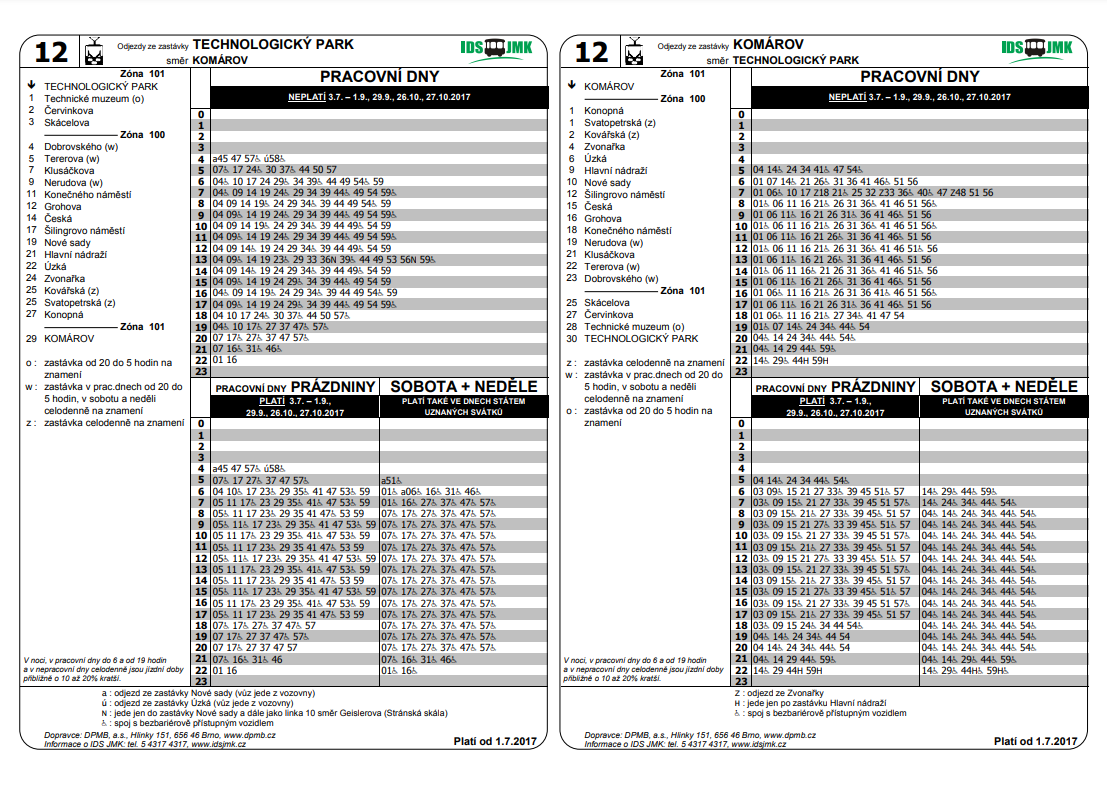 12
Odjezdy ze zastávky TECHNOLOGICKÝ PARK
směr KOMÁROV
IDS JMK
Zóna 101
TECHNOLOGICKÝ PARK
1 Technické muzeum (o)
2 Červinkova
3 Skácelova
Zóna 100
4 Dobrovského (w)
5 Tererova (w)
7 Klusáčkova
9 Nerudova (w)
11 Konečného náměstí
12 Grohova
14 Česká
17 Šilingrovo náměstí
19 Nové sady
21 Hlavní nádraží
22 Úzká
24 Zvonařka
25 Kovářská (z)
25 Svatopetrská (z)
27 Konopná
Zóna 101
29 KOMÁROV
o : zastávka od 20 do 5 hodin na
znamení
w : zastávka v prac.dnech od 20 do
5 hodin, v sobotu a neděli
celodenně na znamení
z : zastávka celodenně na znamení
PRACOVNÍ DNY
NEPLATÍ 3.7. – 1.9., 29.9., 26.10., 27.10.2017
0
1
2
3
4 a45 47 57♿ ú58♿
5 07♿ 17 24♿ 30 37♿ 44 50 57
6 04♿ 10 17 24 29♿ 34 39♿ 44 49 54♿ 59
7 04♿ 09 14♿ 19 24♿ 29 34 39 44♿ 49 54 59♿
8 04 09 14♿ 19 24 29♿ 34♿ 39 44 49 54♿ 59
9 04 09♿ 14 19 24♿ 29 34 39♿ 44♿ 49 54 59
10 04 09 14♿ 19 24 29♿ 34 39 44♿ 49 54 59
11 04 09♿ 14 19 24♿ 29 34 39♿ 44♿ 49 54 59
12 04 09 14♿ 19 24 29♿ 34 39 44♿ 49♿ 54 59
13 04 09♿ 14 19♿ 23♿ 29 33 36N 39♿ 44 49 53 56N 59♿
14 04 09 14♿ 19 24 29♿ 34 39 44♿ 49 54 59
15 04♿ 09 14 19 24♿ 29 34♿ 39 44♿ 49 54 59
16 04♿ 09 14♿ 19 24 29♿ 34 39 44♿ 49 54♿ 59
17 04 09♿ 14 19 24♿ 29 34 39♿ 44♿ 49 54 59♿
18 04 10 17 24♿ 30 37♿ 44 50 57♿
19 04♿ 10 17♿ 27 37 47♿ 57♿
20 07 17♿ 27♿ 37 47 57♿
21 07 16♿ 31♿ 46♿
22 01 16
23
PRACOVNÍ DNY PRÁZDNINY
PLATÍ 3.7. – 1.9.,
29.9., 26.10., 27.10.2017
SOBOTA + NEDĚLE
PLATÍ TAKÉ VE DNECH STÁTEM
UZNANÝCH SVÁTKŮ
0
1
2
3
4 a45 47 57♿ ú58♿
5 07♿ 17 27♿ 37 47 57♿ a51♿
6 04 10♿ 17 23♿ 29 35♿ 41 47 53♿ 59 01♿ a06♿ 16♿ 31♿ 46♿
7 05 11 17♿ 23 29 35♿ 41♿ 47 53♿ 59 01♿ 16♿ 27♿ 37♿ 47♿ 57♿
8 05 11 17♿ 23♿ 29 35 41 47♿ 53 59 07♿ 17♿ 27♿ 37♿ 47♿ 57♿
9 05♿ 11♿ 17 23♿ 29 35♿ 41 47 53♿ 59 07♿ 17♿ 27♿ 37♿ 47♿ 57♿
10 05 11 17♿ 23♿ 29 35 41 47♿ 53 59 07♿ 17♿ 27♿ 37♿ 47♿ 57♿
11 05♿ 11 17 23♿ 29 35 41♿ 47 53 59 07♿ 17♿ 27♿ 37♿ 47♿ 57♿
12 05♿ 11♿ 17 23♿ 29 35♿ 41 47 53♿ 59 07♿ 17♿ 27♿ 37♿ 47♿ 57♿
13 05 11 17♿ 23♿ 29 35♿ 41 47♿ 53 59 07♿ 17♿ 27♿ 37♿ 47♿ 57♿
14 05♿ 11 17 23♿ 29 35 41♿ 47 53 59 07♿ 17♿ 27♿ 37♿ 47♿ 57♿
15 05♿ 11♿ 17 23♿ 29 35♿ 41 47 53♿ 59 07♿ 17♿ 27♿ 37♿ 47♿ 57♿
16 05 11 17♿ 23♿ 29 35♿ 41 47♿ 53 59 07♿ 17♿ 27♿ 37♿ 47♿ 57♿
17 05♿ 11 17 23♿ 29 35 41♿ 47 53 59 07♿ 17♿ 27♿ 37♿ 47♿ 57♿
18 07♿ 17♿ 27♿ 37♿ 47 57 07♿ 17♿ 27♿ 37♿ 47♿ 57♿
19 07 17♿ 27 37 47♿ 57♿ 07♿ 17♿ 27♿ 37♿ 47♿ 57♿
20 07 17♿ 27 37 47 57 07♿ 17♿ 27♿ 37♿ 47♿ 57♿
21 07♿ 16♿ 31♿ 46 07♿ 16♿ 31♿ 46♿
22 01 16 01♿ 16♿
23
V noci, v pracovní dny do 6 a od 19 hodin
a v nepracovní dny celodenně jsou jízdní doby
přibližně o 10 až 20% kratší.
a : odjezd ze zastávky Nové sady (vůz jede z vozovny)
ú : odjezd ze zastávky Úzká (vůz jede z vozovny)
N : jede jen do zastávky Nové sady a dále jako linka 10 směr Geislerova (Stránská skála)
♿ : spoj s bezbariérově přístupným vozidlem
Dopravce: DPMB, a.s., Hlinky 151, 656 46 Brno, www.dpmb.cz
Informace o IDS JMK: tel. 5 4317 4317, www.idsjmk.cz
Platí od 1.7.2017
12
Odjezdy ze zastávky KOMÁROV
směr TECHNOLOGICKÝ PARK
IDS JMK
Zóna 101
KOMÁROV
Zóna 100
1 Konopná
1 Svatopetrská (z)
2 Kovářská (z)
4 Zvonařka
6 Úzká
9 Hlavní nádraží
10 Nové sady
12 Šilingrovo náměstí
15 Česká
16 Grohova
18 Konečného náměstí
19 Nerudova (w)
21 Klusáčkova
22 Tererova (w)
23 Dobrovského (w)
Zóna 101
25 Skácelova
27 Červinkova
28 Technické muzeum (o)
30 TECHNOLOGICKÝ PARK
z : zastávka celodenně na znamení
w : zastávka v prac.dnech od 20 do
5 hodin, v sobotu a neděli
celodenně na znamení
o : zastávka od 20 do 5 hodin na
znamení
PRACOVNÍ DNY
NEPLATÍ 3.7. – 1.9., 29.9., 26.10., 27.10.2017
0
1
2
3
4
5 04 14♿ 24 34 41♿ 47 54♿
6 01 07 14♿ 21 26♿ 31 36 41 46♿ 51 56
7 01 06♿ 10 17 Z18 21♿ 25 32 Z33 36♿ 40♿ 47 Z48 51 56
8 01♿ 06 11 16 21 26♿ 31♿ 36 41 46 51 56♿
9 01 06 11♿ 16 21 26 31♿ 36 41 46♿ 51 56
10 01♿ 06 11 16 21 26♿ 31 36 41 46 51 56♿
11 01 06 11♿ 16 21 26♿ 31 36 41 46♿ 51 56
12 01♿ 06 11 16 21 26♿ 31 36 41 46 51♿ 56
13 01 06 11♿ 16 21 26♿ 31 36 41 46♿ 51 56
14 01♿ 06 11 16♿ 21 26♿ 31 36 41 46 51♿ 56
15 01 06 11 16♿ 21 26♿ 31 36 41 46♿ 51 56
16 01 06♿ 11 16 21 26♿ 31 36 41♿ 46 51 56♿
17 01 06 11 16♿ 21 26♿ 31 36 41 46♿ 51 56
18 01 06♿ 11 16 21♿ 27 34♿ 41 47 54
19 01♿ 07 14♿ 24 34♿ 44♿ 54
20 04♿ 14 24 34♿ 44♿ 54♿
21 04♿ 14 29 44♿ 59♿
22 14♿ 29♿ 44H 59H
23
PRACOVNÍ DNY PRÁZDNINY
PLATÍ 3.7. – 1.9.,
29.9., 26.10., 27.10.2017
SOBOTA + NEDĚLE
PLATÍ TAKÉ VE DNECH STÁTEM
UZNANÝCH SVÁTKŮ
0
1
2
3
4
5 04 14♿ 24 34 44♿ 54♿
6 03 09♿ 15 21 27 33♿ 39 45 51♿ 57 14♿ 29♿ 44♿ 59♿
7 03♿ 09 15♿ 21 27 33♿ 39 45 51♿ 57 14♿ 24♿ 34♿ 44♿ 54♿
8 03♿ 09 15♿ 21 27 33♿ 39 45 51 57 04♿ 14♿ 24♿ 34♿ 44♿ 54♿
9 03♿ 09 15 21 27♿ 33 39 45♿ 51 57 04♿ 14♿ 24♿ 34♿ 44♿ 54♿
10 03♿ 09 15♿ 21 27 33♿ 39 45 51 57 04♿ 14♿ 24♿ 34♿ 44♿ 54♿
11 03 09 15♿ 21♿ 27 33♿ 39 45 51 57 04♿ 14♿ 24♿ 34♿ 44♿ 54♿
12 03♿ 09 15 21 27♿ 33 39 45♿ 51 57 04♿ 14♿ 24♿ 34♿ 44♿ 54♿
13 03♿ 09 15♿ 21 27 33♿ 39 45 51♿ 57 04♿ 14♿ 24♿ 34♿ 44♿ 54♿
14 03 09 15♿ 21♿ 27 33♿ 39 45 51 57 04♿ 14♿ 24♿ 34♿ 44♿ 54♿
15 03♿ 09 15♿ 21 27 33♿ 39 45♿ 51 57 04♿ 14♿ 24♿ 34♿ 44♿ 54♿
16 03♿ 09 15♿ 21 27 33♿ 39 45 51♿ 57 04♿ 14♿ 24♿ 34♿ 44♿ 54♿
17 03 09 15♿ 21♿ 27 33♿ 39 45 51♿ 57 04♿ 14♿ 24♿ 34♿ 44♿ 54♿
18 03♿ 09 15 24♿ 34 44 54♿ 04♿ 14♿ 24♿ 34♿ 44♿ 54♿
19 04♿ 14♿ 24 34♿ 44 54 04♿ 14♿ 24♿ 34♿ 44♿ 54♿
20 04 14♿ 24 34 44♿ 54♿ 04♿ 14♿ 24♿ 34♿ 44♿ 54♿
21 04♿ 14 29 44♿ 59♿ 04♿ 14♿ 29♿ 44♿ 59♿
22 14♿ 29 44H 59H 14♿ 29♿ 44H♿ 59H♿
23
V noci, v pracovní dny do 6 a od 19 hodin
a v nepracovní dny celodenně jsou jízdní doby
přibližně o 10 až 20% kratší.
Z : odjezd ze Zvonařky
H : jede jen po zastávku Hlavní nádraží
♿ : spoj s bezbariérově přístupným vozidlem
Dopravce: DPMB, a.s., Hlinky 151, 656 46 Brno, www.dpmb.cz
Informace o IDS JMK: tel. 5 4317 4317, www.idsjmk.cz
Platí od 1.7.2017